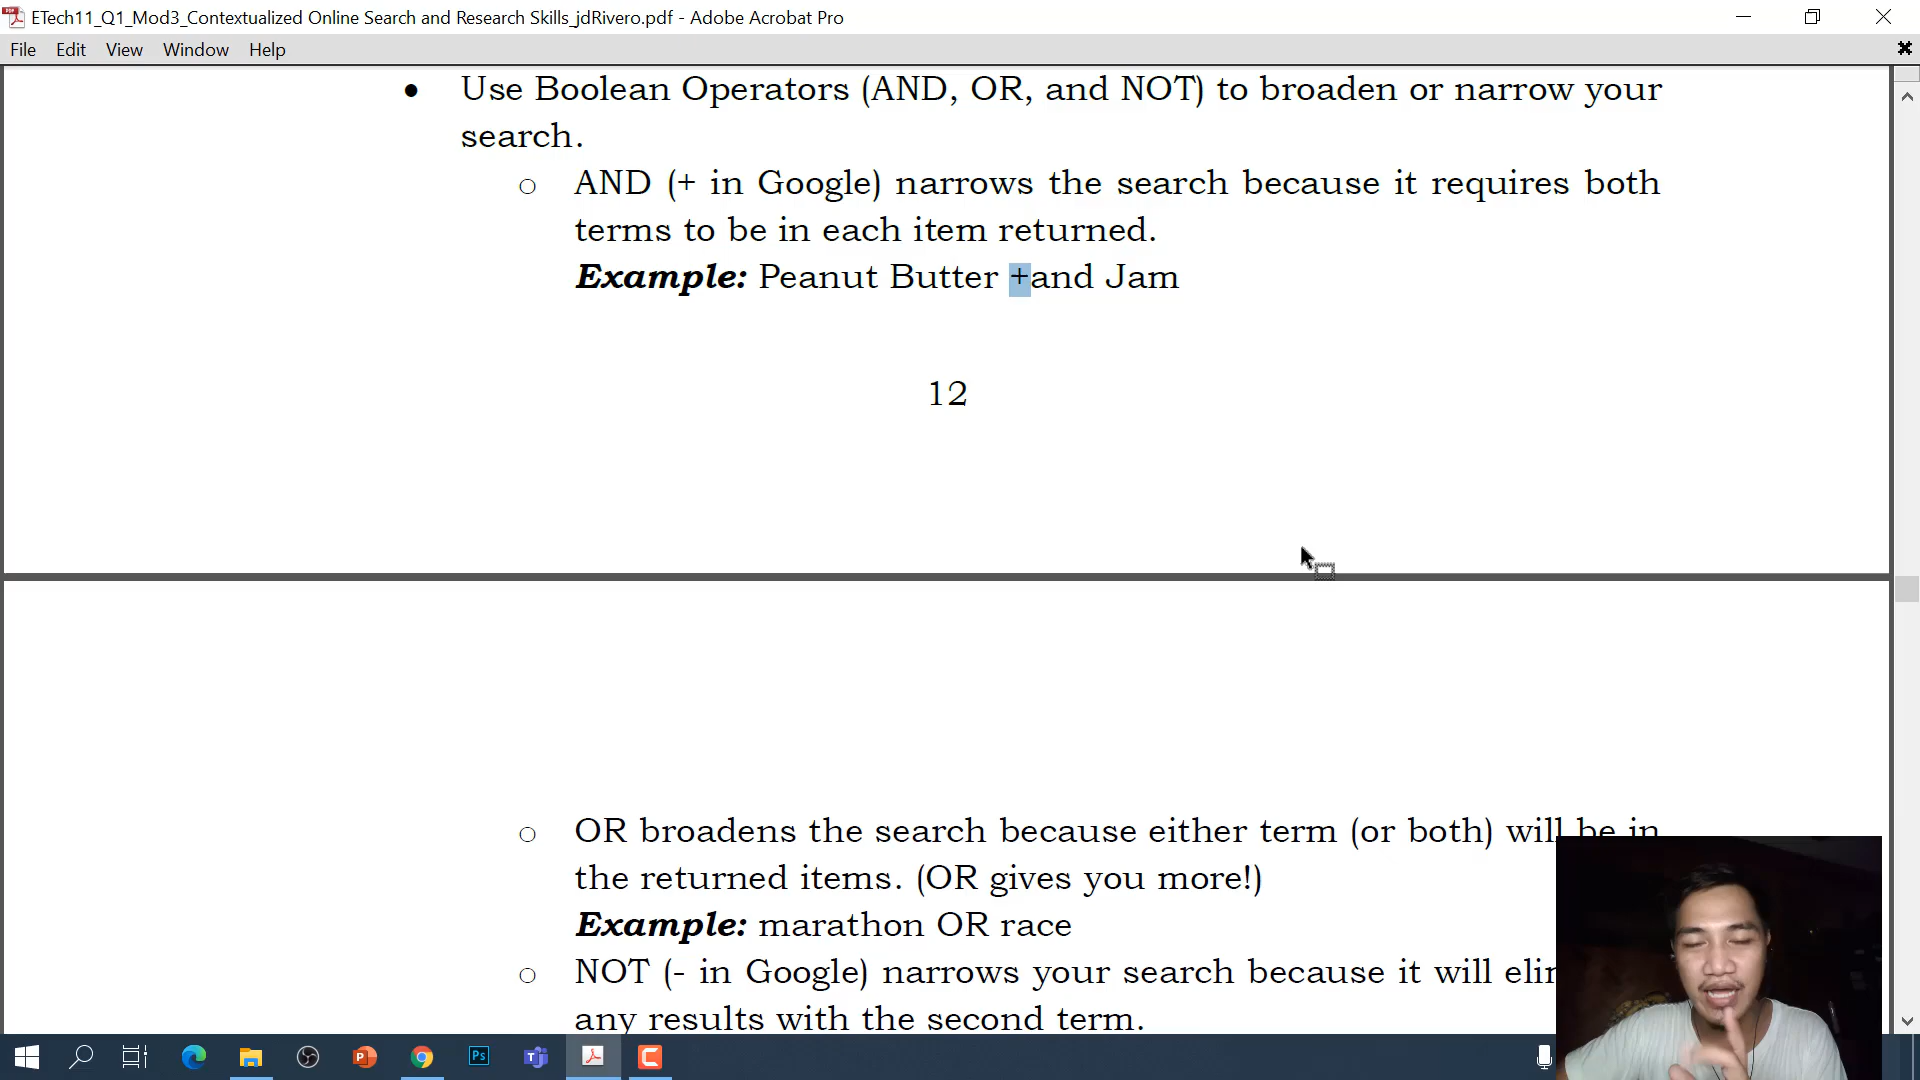 ETech11_Q1_Mod3_Contextualized Online Search and Research Skills_jdRivero.pdf - Adobe Acrobat Pro
File Edit View Window Help
• Use Boolean Operators (AND, OR, and NOT) to broaden or narrow your
search.
o AND (+ in Google) narrows the search because it requires both
terms to be in each item returned.
Example: Peanut Butter +and Jam
12
o OR broadens the search because either term (or both) will be in
the returned items. (OR gives you more!)
Example: marathon OR race
o NOT (- in Google) narrows your search because it will elin
any results with the second term.